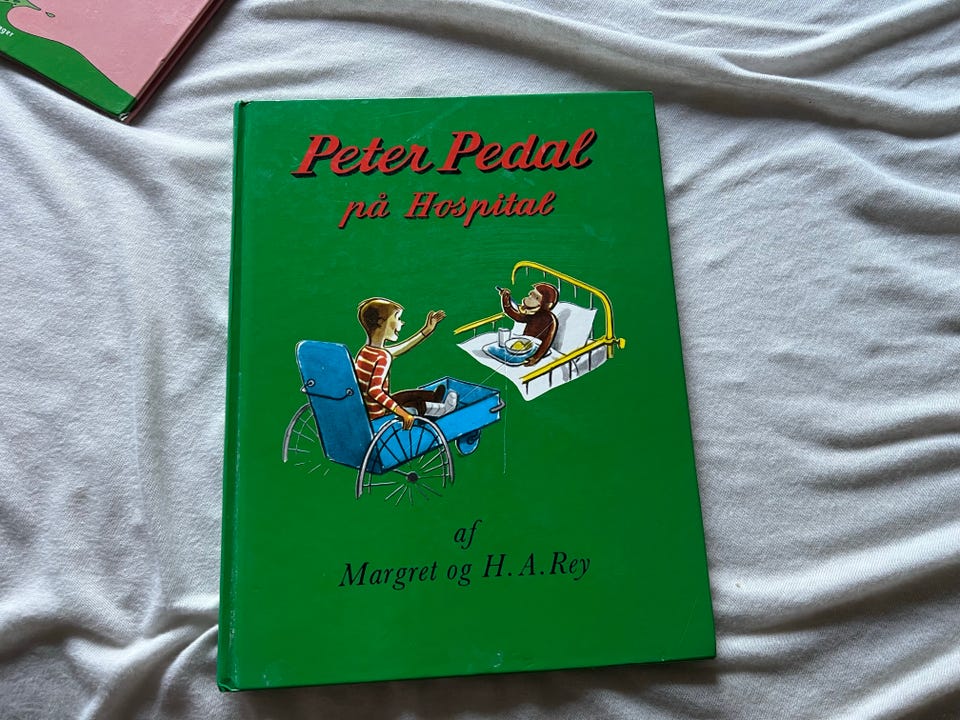 Peter Pedal
på Hospital
af
Margret og H.A.Rey